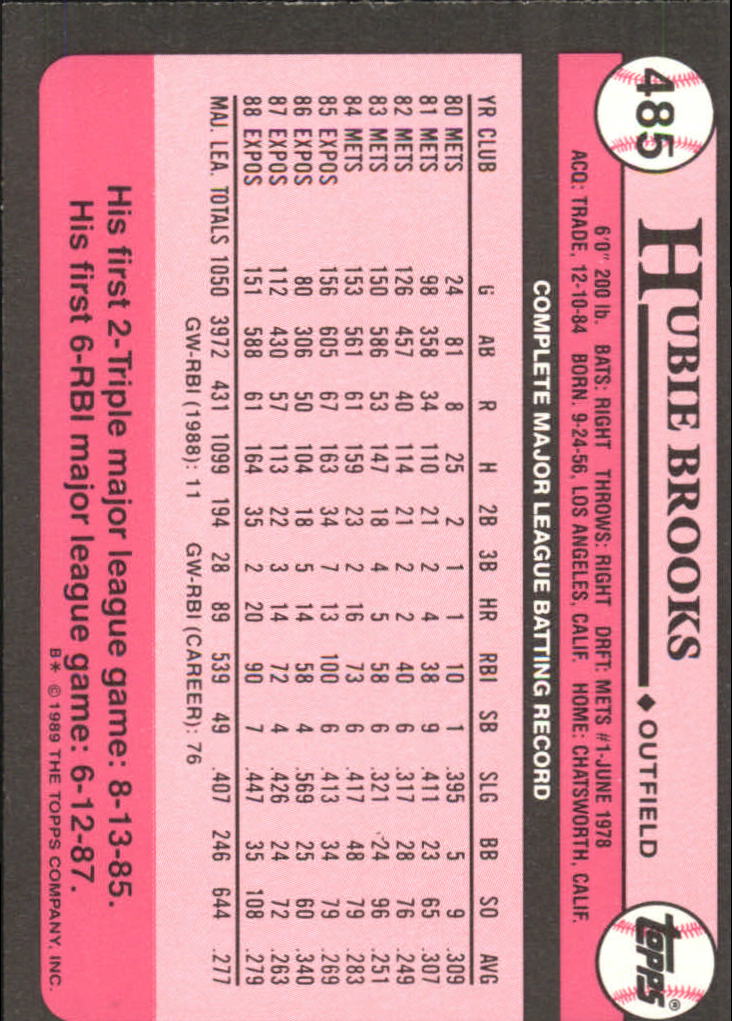 485
HUBIE BROOKS ♦ OUTFIELD
topps®
6'0" 200 lb. BATS: RIGHT THROWS: RIGHT DRFT: METS #1-JUNE 1978
ACQ: TRADE, 12-10-84 BORN: 9-24-56, LOS ANGELES, CALIF. HOME: CHATSWORTH, CALIF.
COMPLETE MAJOR LEAGUE BATTING RECORD
YR CLUB G AB R H 2B 3B HR RBI SB SLG BB SO AVG
80 METS 24 81 8 25 2 1 1 10 1 .395 5 9 .309
81 METS 98 358 34 110 21 2 4 38 9 .411 23 65 .307
82 METS 126 457 40 114 21 2 2 40 6 .317 28 76 .249
83 METS 150 586 53 147 18 4 5 58 6 .321 24 96 .251
84 METS 153 561 61 159 23 2 16 73 6 .417 48 79 .283
85 EXPOS 156 605 67 163 34 7 13 100 6 .413 34 79 .269
86 EXPOS 80 306 50 104 18 5 14 58 4 .569 25 60 .340
87 EXPOS 112 430 57 113 22 3 14 72 4 .426 24 72 .263
88 EXPOS 151 588 61 164 35 2 20 90 7 .447 35 108 .279
MAJ. LEA. TOTALS 1050 3972 431 1099 194 28 89 539 49 .407 246 644 .277
GW-RBI (1988): 11 GW-RBI (CAREER): 76
His first 2-Triple major league game: 8-13-85.
His first 6-RBI major league game: 6-12-87.
B* © 1989 THE TOPPS COMPANY, INC.